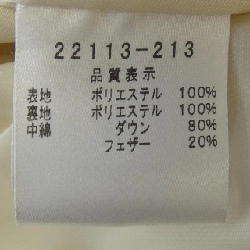 22113-213
品質表示
表地 ポリエステル 100%
裏地 ポリエステル 100%
中綿 ダウン 80%
フェザー 20%